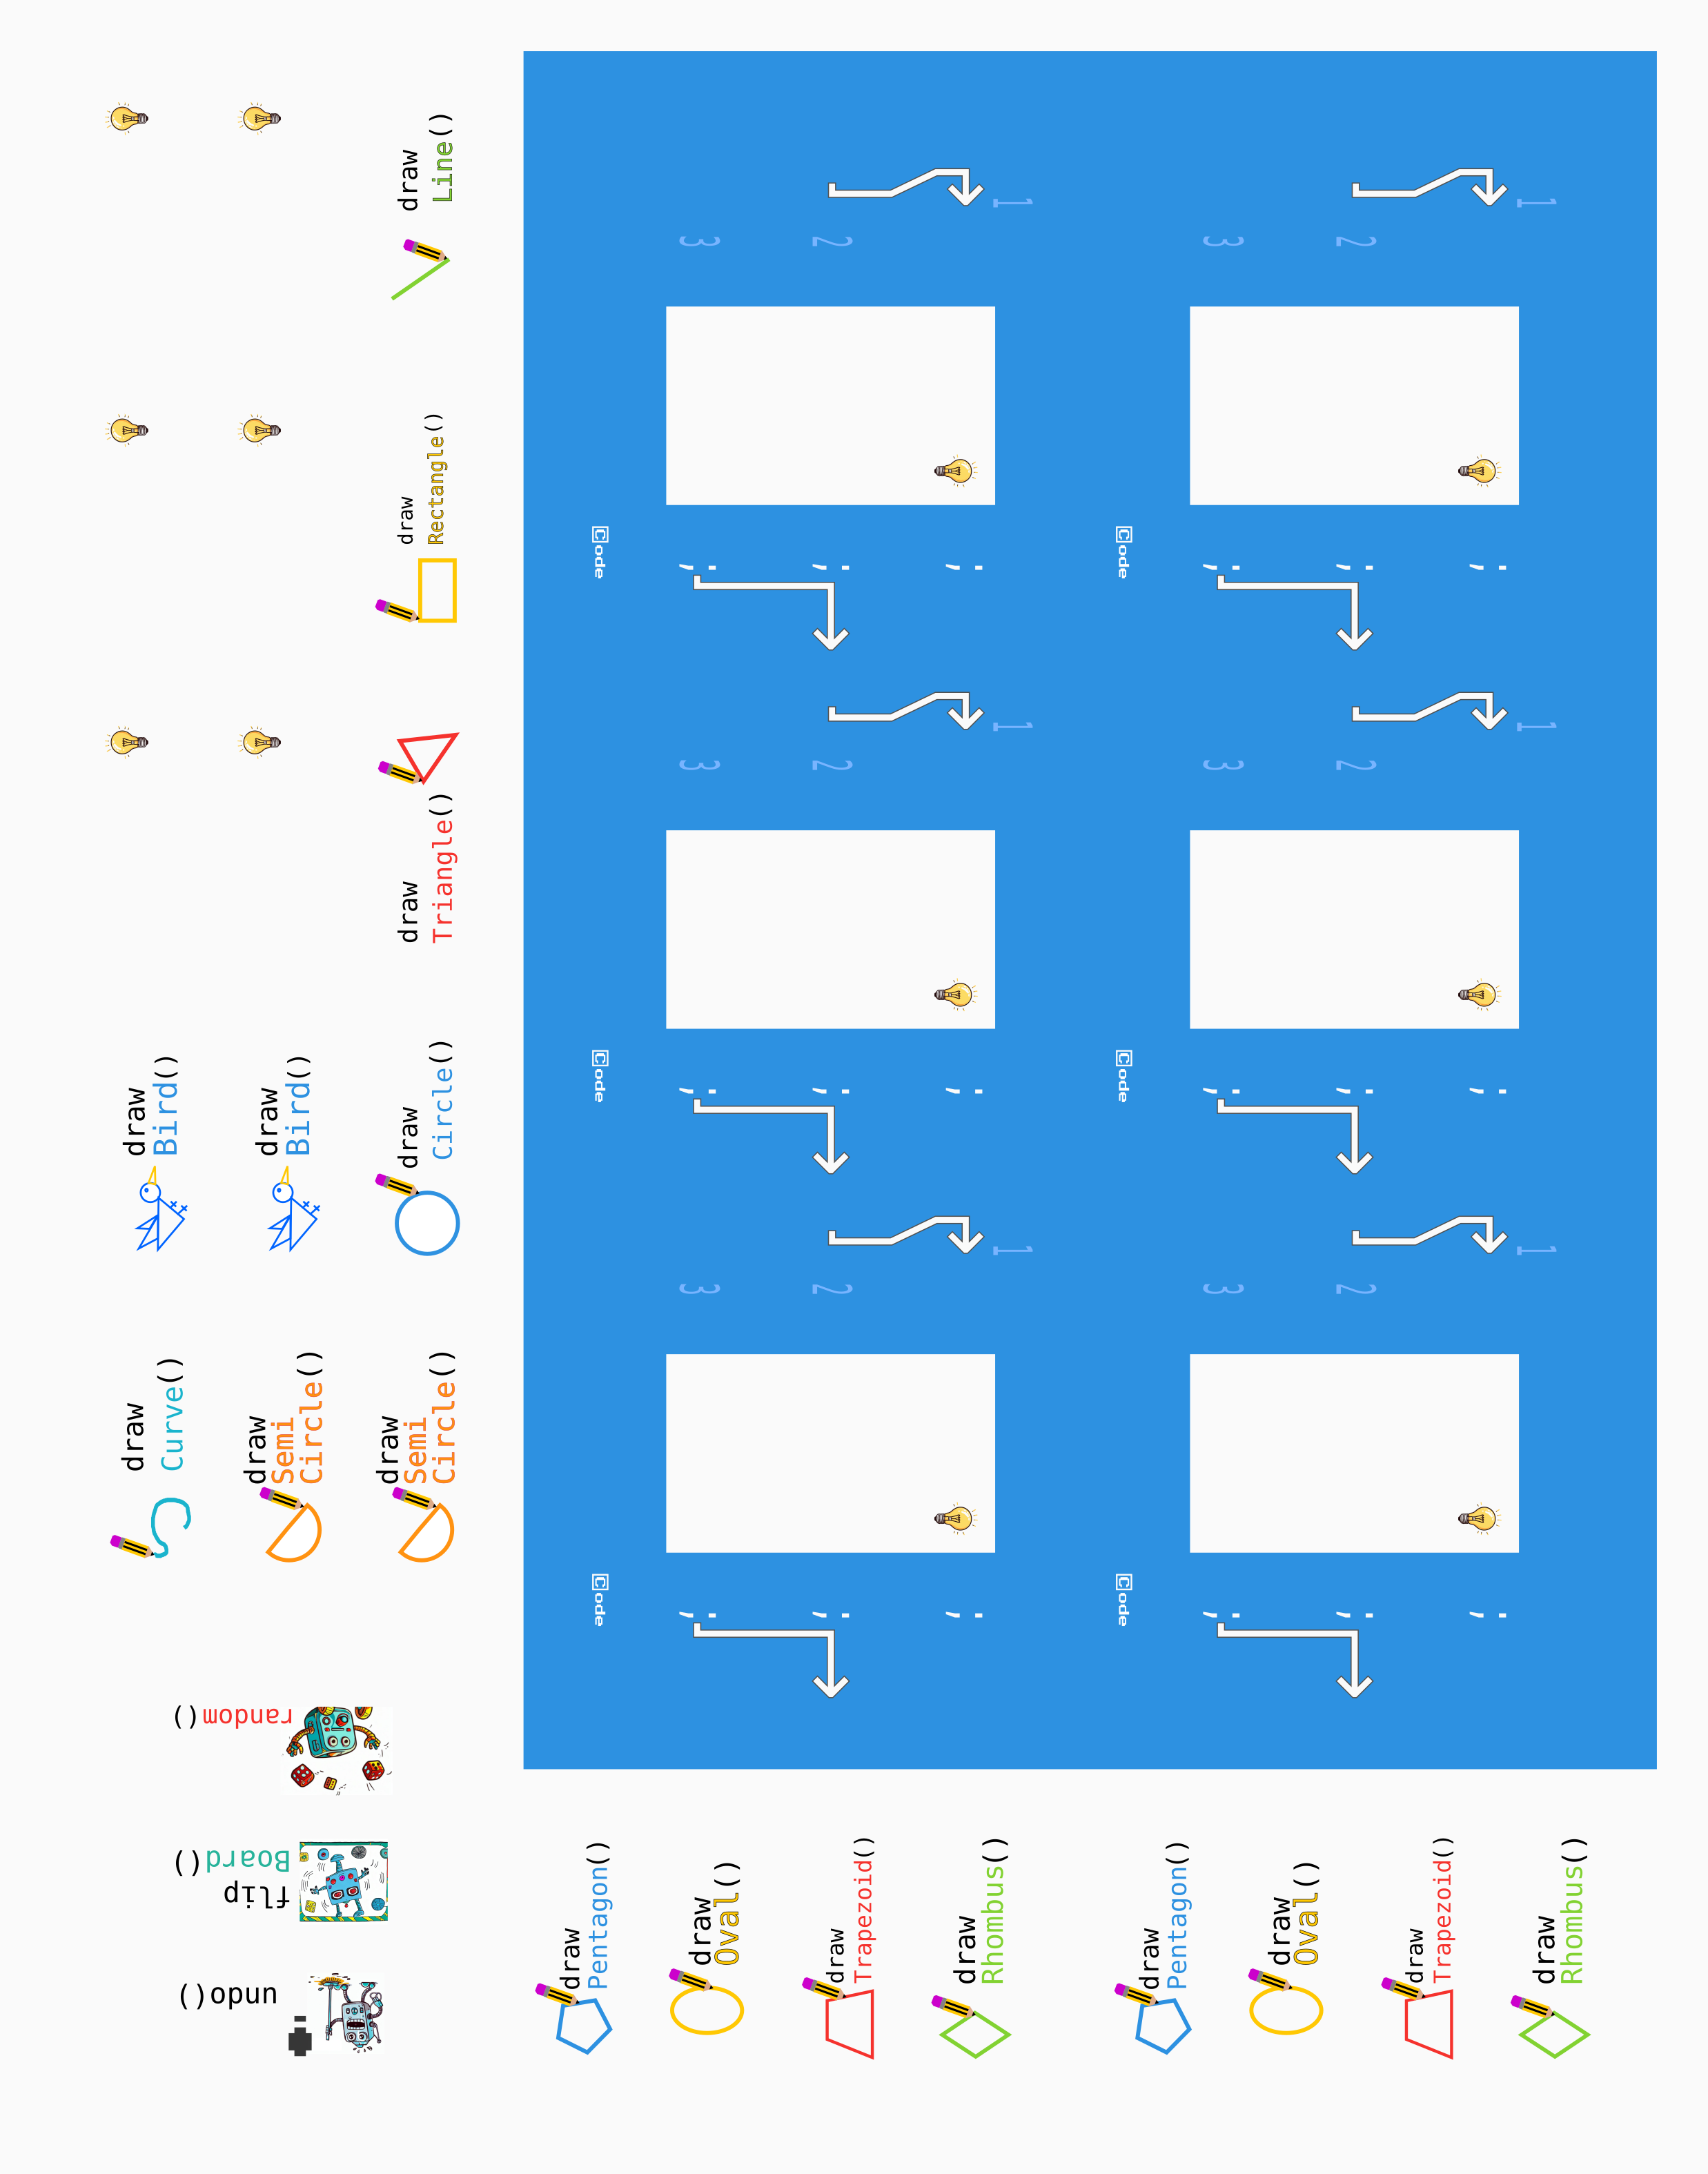 draw
Line()
draw
Rectangle()
draw
Triangle()
draw
Bird()
draw
Bird()
draw
Circle()
draw
Curve()
draw
Semi
Circle()
draw
Semi
Circle()
random()
flip
Board()
undo()
1
2
3
1
2
3
Code
;
;
;
Code
;
;
;
1
2
3
1
2
3
Code
;
;
;
Code
;
;
;
1
2
3
1
2
3
Code
;
;
;
Code
;
;
;
draw
Pentagon()
draw
Oval()
draw
Trapezoid()
draw
Rhombus()
draw
Pentagon()
draw
Oval()
draw
Trapezoid()
draw
Rhombus()